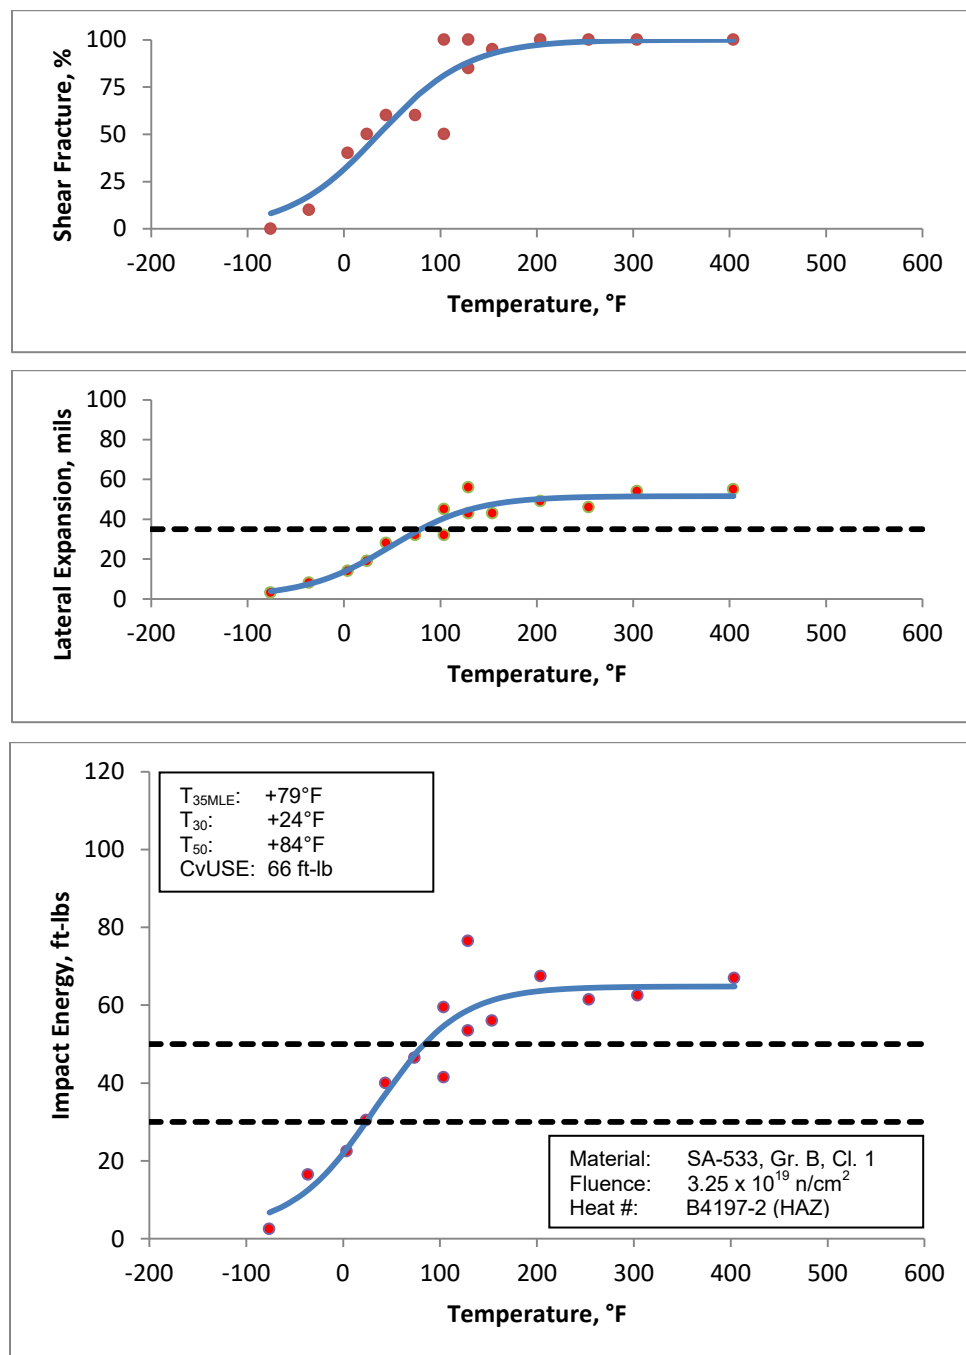 100
75
50
25
0
Shear Fracture, %
-200 -100 0 100 200 300 400 500 600
Temperature, °F
100
80
60
40
20
0
Lateral Expansion, mils
-200 -100 0 100 200 300 400 500 600
Temperature, °F
120
100
80
60
40
20
0
Impact Energy, ft-lbs
T35MLE: +79°F
T30: +24°F
T50: +84°F
CvUSE: 66 ft-lb
Material: SA-533, Gr. B, Cl. 1
Fluence: 3.25 x 10^19 n/cm^2
Heat #: B4197-2 (HAZ)
-200 -100 0 100 200 300 400 500 600
Temperature, °F